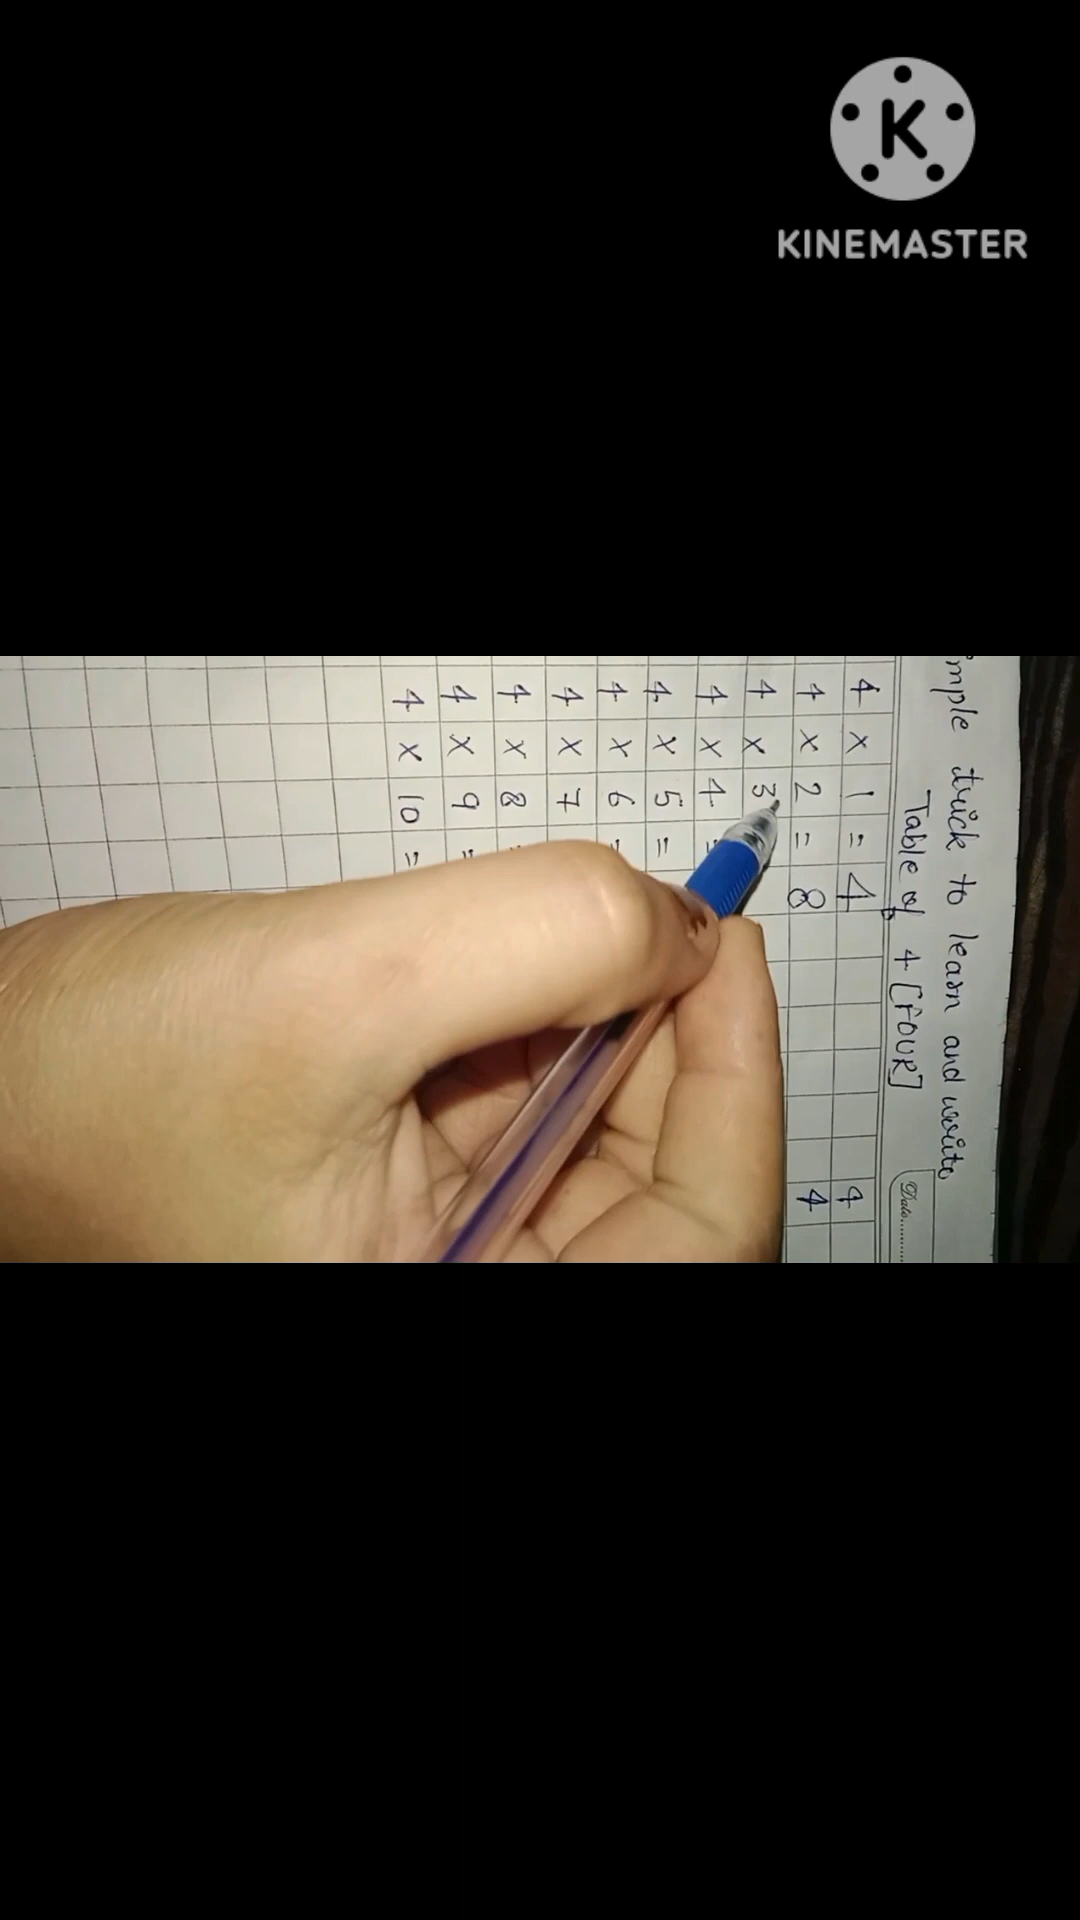 KINEMASTER
mple trick to learn and write
Table of 4 [FOUR]
Date..........
4 x 1 = 4 4
4 x 2 = 8 4
4 x 3
4 x 4 =
4 x 5 =
4 x 6 =
4 x 7
4 x 8 =
4 x 9 =
4 x 10 =